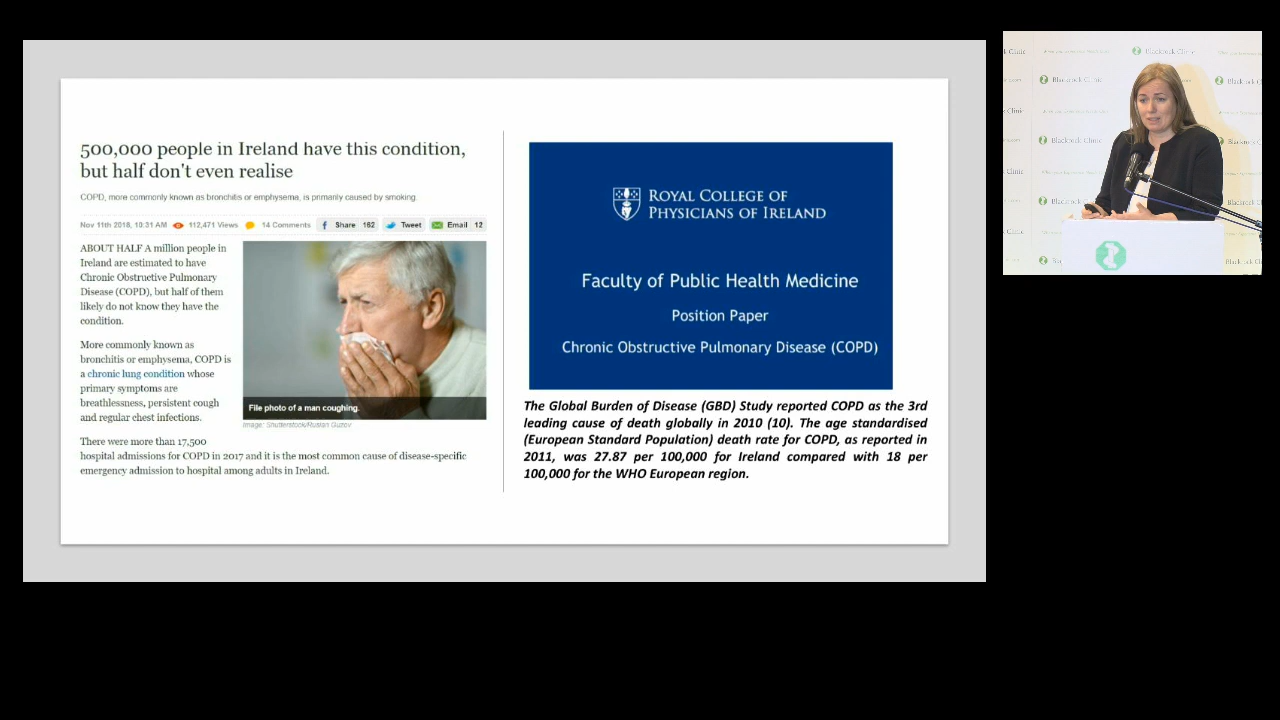 500,000 people in Ireland have this condition,
but half don't even realise
COPD, more commonly known as bronchitis or emphysema, is primarily caused by smoking.
Nov 11th 2018, 10:31 AM 112,471 Views 14 Comments Share 162 Tweet Email 12
ABOUT HALF A million people in
Ireland are estimated to have
Chronic Obstructive Pulmonary
Disease (COPD), but half of them
likely do not know they have the
condition.
More commonly known as
bronchitis or emphysema, COPD is
a chronic lung condition whose
primary symptoms are
breathlessness, persistent cough
and regular chest infections.
File photo of a man coughing.
Image: Shutterstock/Ruslan Guzov
There were more than 17,500
hospital admissions for COPD in 2017 and it is the most common cause of disease-specific
emergency admission to hospital among adults in Ireland.
ROYAL COLLEGE OF
PHYSICIANS OF IRELAND
Faculty of Public Health Medicine
Position Paper
Chronic Obstructive Pulmonary Disease (COPD)
The Global Burden of Disease (GBD) Study reported COPD as the 3rd
leading cause of death globally in 2010 (10). The age standardised
(European Standard Population) death rate for COPD, as reported in
2011, was 27.87 per 100,000 for Ireland compared with 18 per
100,000 for the WHO European region.
Blackrock Clinic